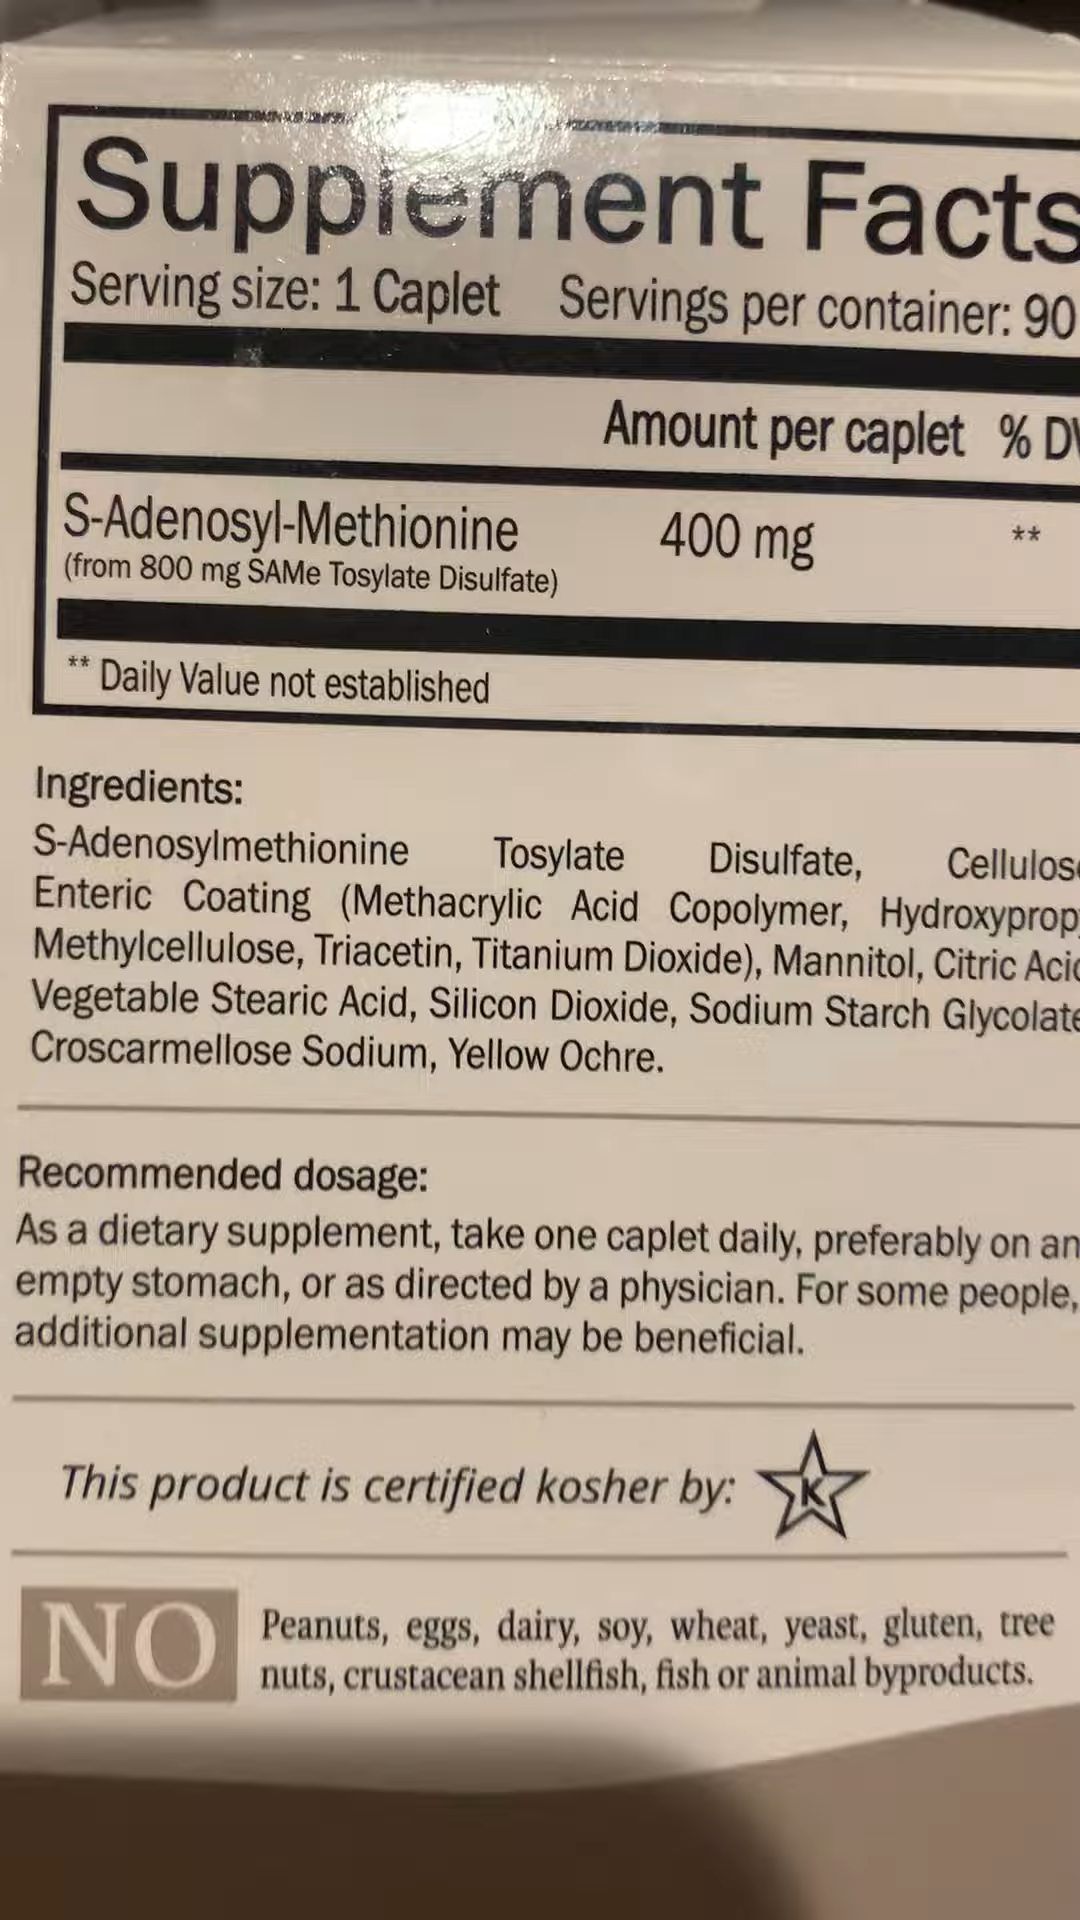 Supplement Facts
Serving size: 1 Caplet Servings per container: 90
Amount per caplet % DV
S-Adenosyl-Methionine 400 mg **
(from 800 mg SAMe Tosylate Disulfate)
** Daily Value not established
Ingredients:
S-Adenosylmethionine Tosylate Disulfate,
Enteric Coating (Methacrylic Acid Copolymer,
Methylcellulose, Triacetin, Titanium Dioxide), Mannitol, Citric
Vegetable Stearic Acid, Silicon Dioxide, Sodium Starch
Croscarmellose Sodium, Yellow Ochre.
Recommended dosage:
As a dietary supplement, take one caplet daily, preferably on an
empty stomach, or as directed by a physician. For some people,
additional supplementation may be beneficial.
This product is certified kosher by: K
NO
Peanuts, eggs, dairy, soy, wheat, yeast, gluten, tree
nuts, crustacean shellfish, fish or animal byproducts.